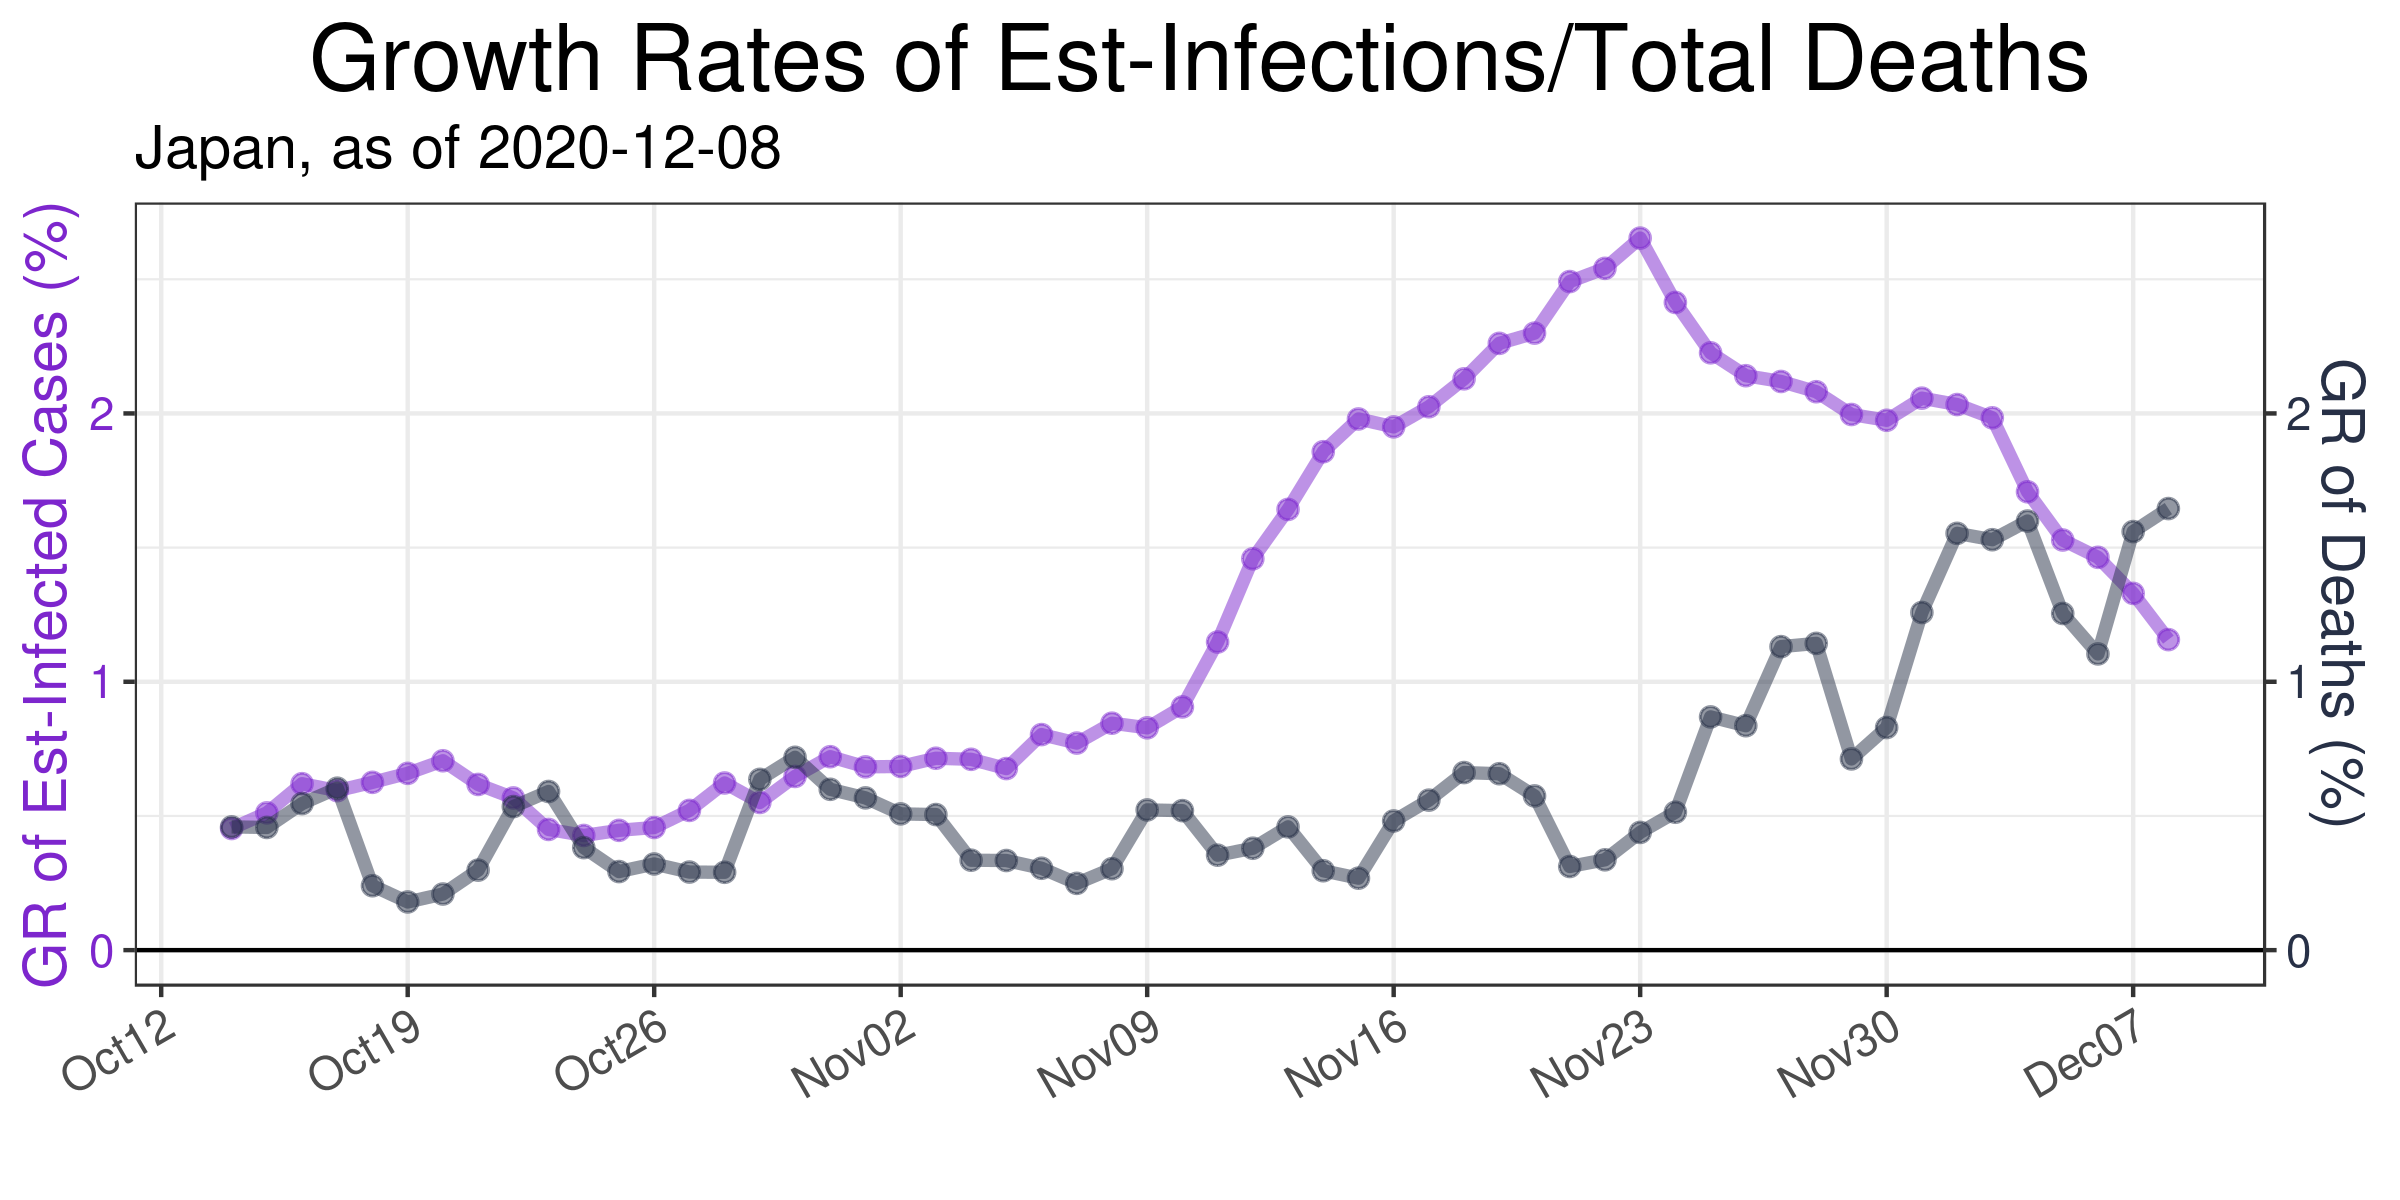 Growth Rates of Est-Infections/Total Deaths
Japan, as of 2020-12-08
GR of Est-Infected Cases (%)
2
1
0
2
1
0
GR of Deaths (%)
Oct12
Oct19
Oct26
Nov02
Nov09
Nov16
Nov23
Nov30
Dec07